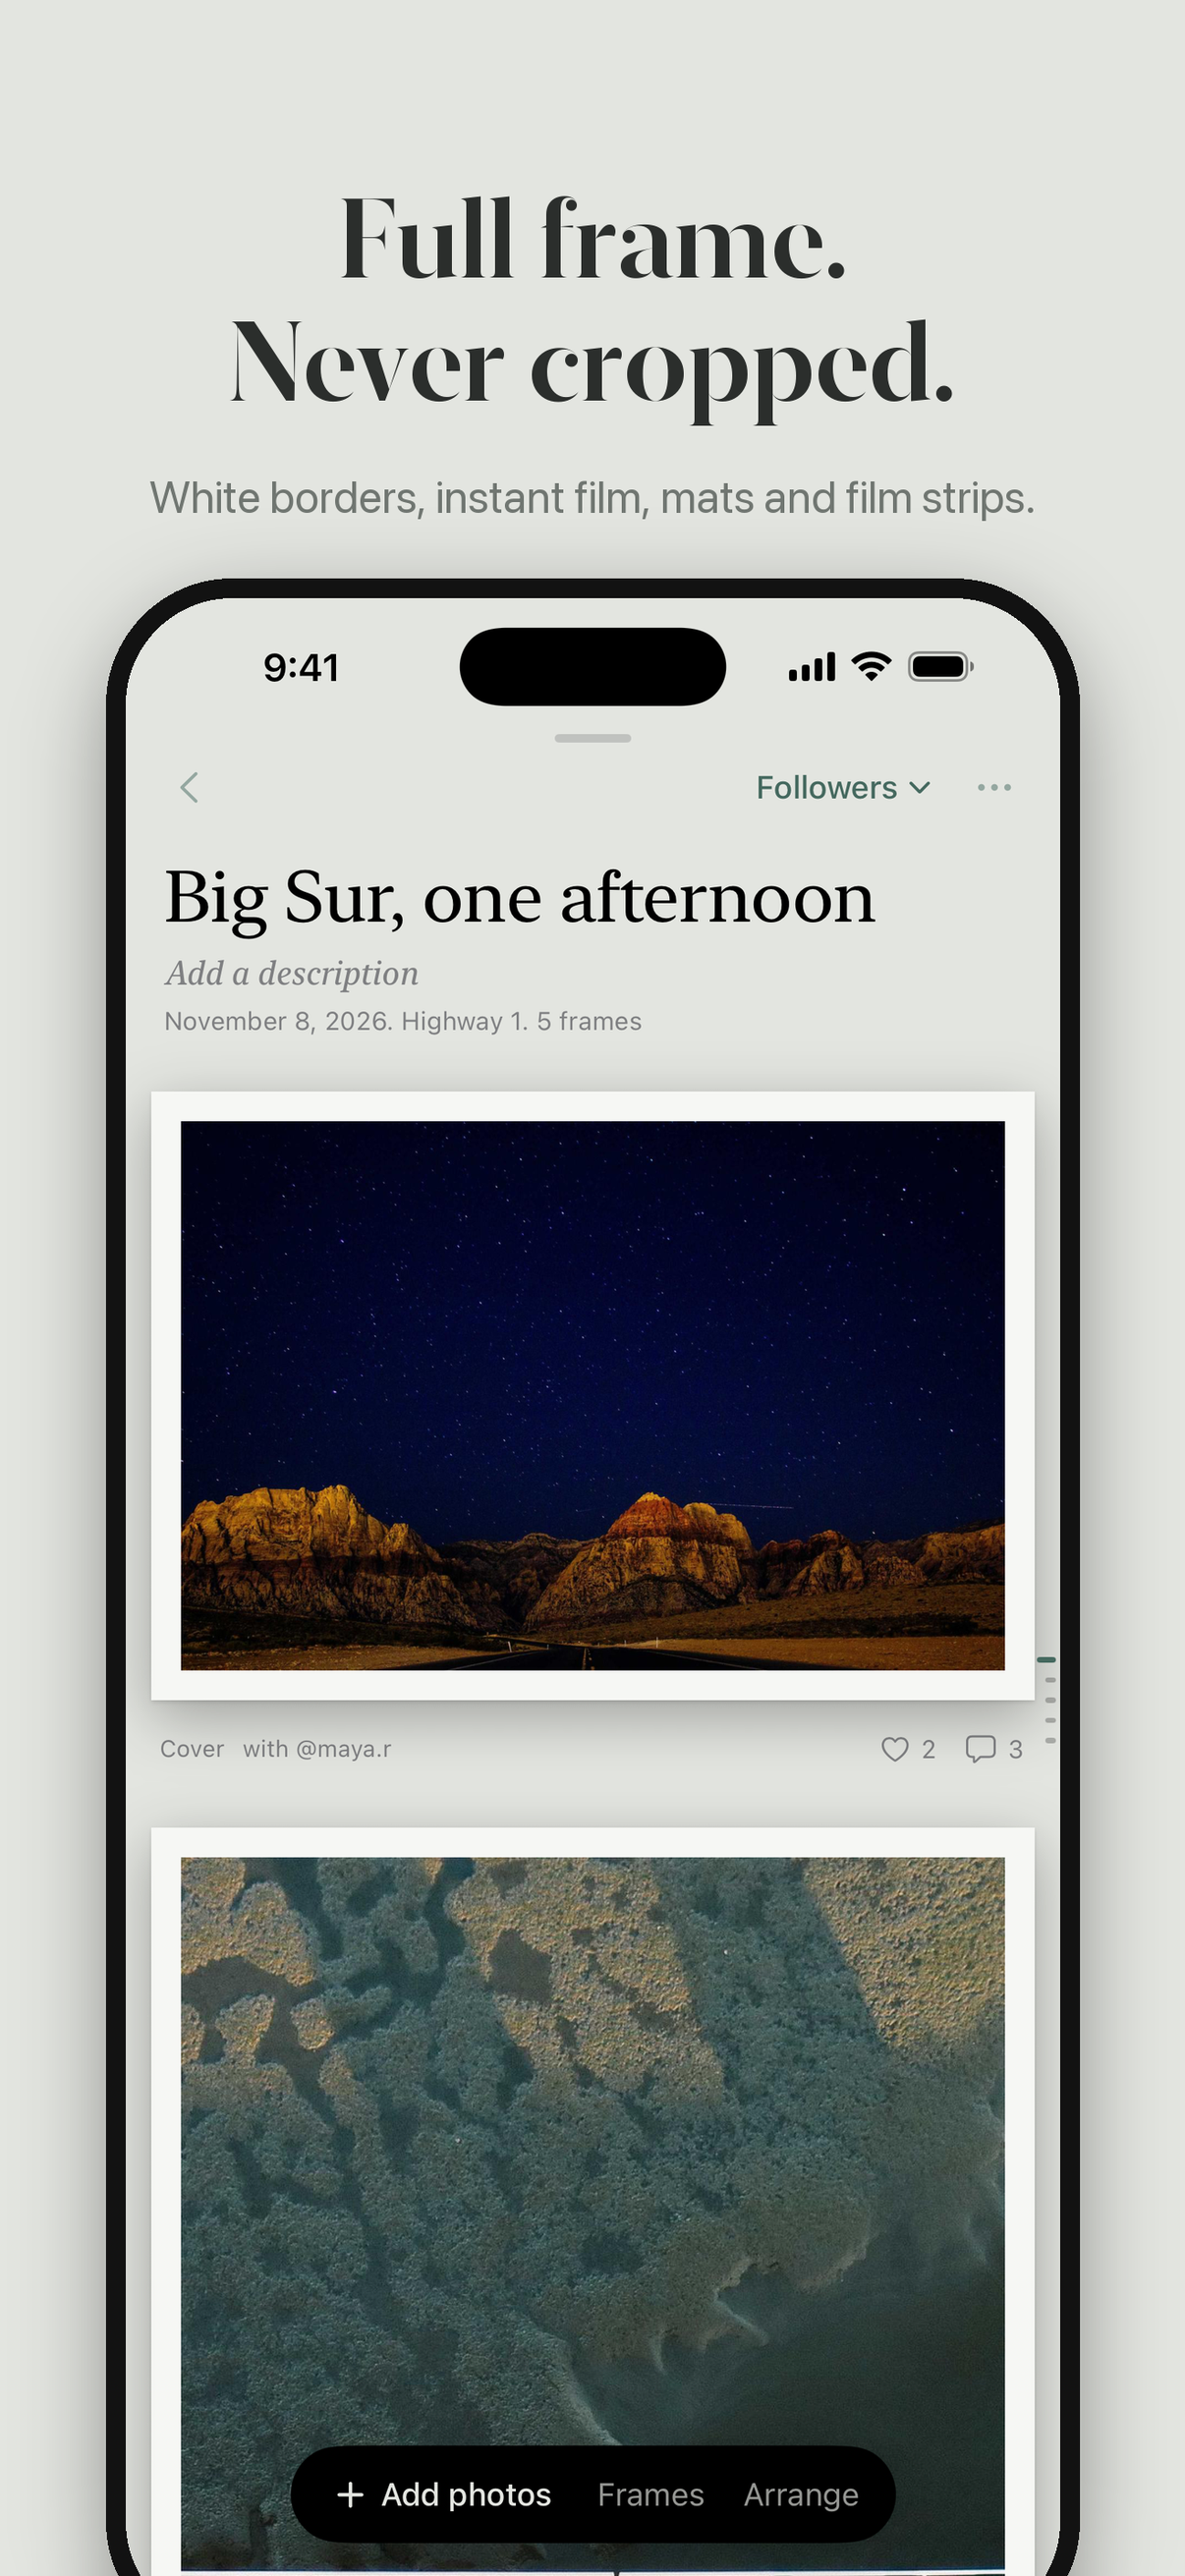 Full frame.
Never cropped.
White borders, instant film, mats and film strips.
9:41
Followers
Big Sur, one afternoon
Add a description
November 8, 2026. Highway 1. 5 frames
Cover with @maya.r 2 3
+ Add photos Frames Arrange